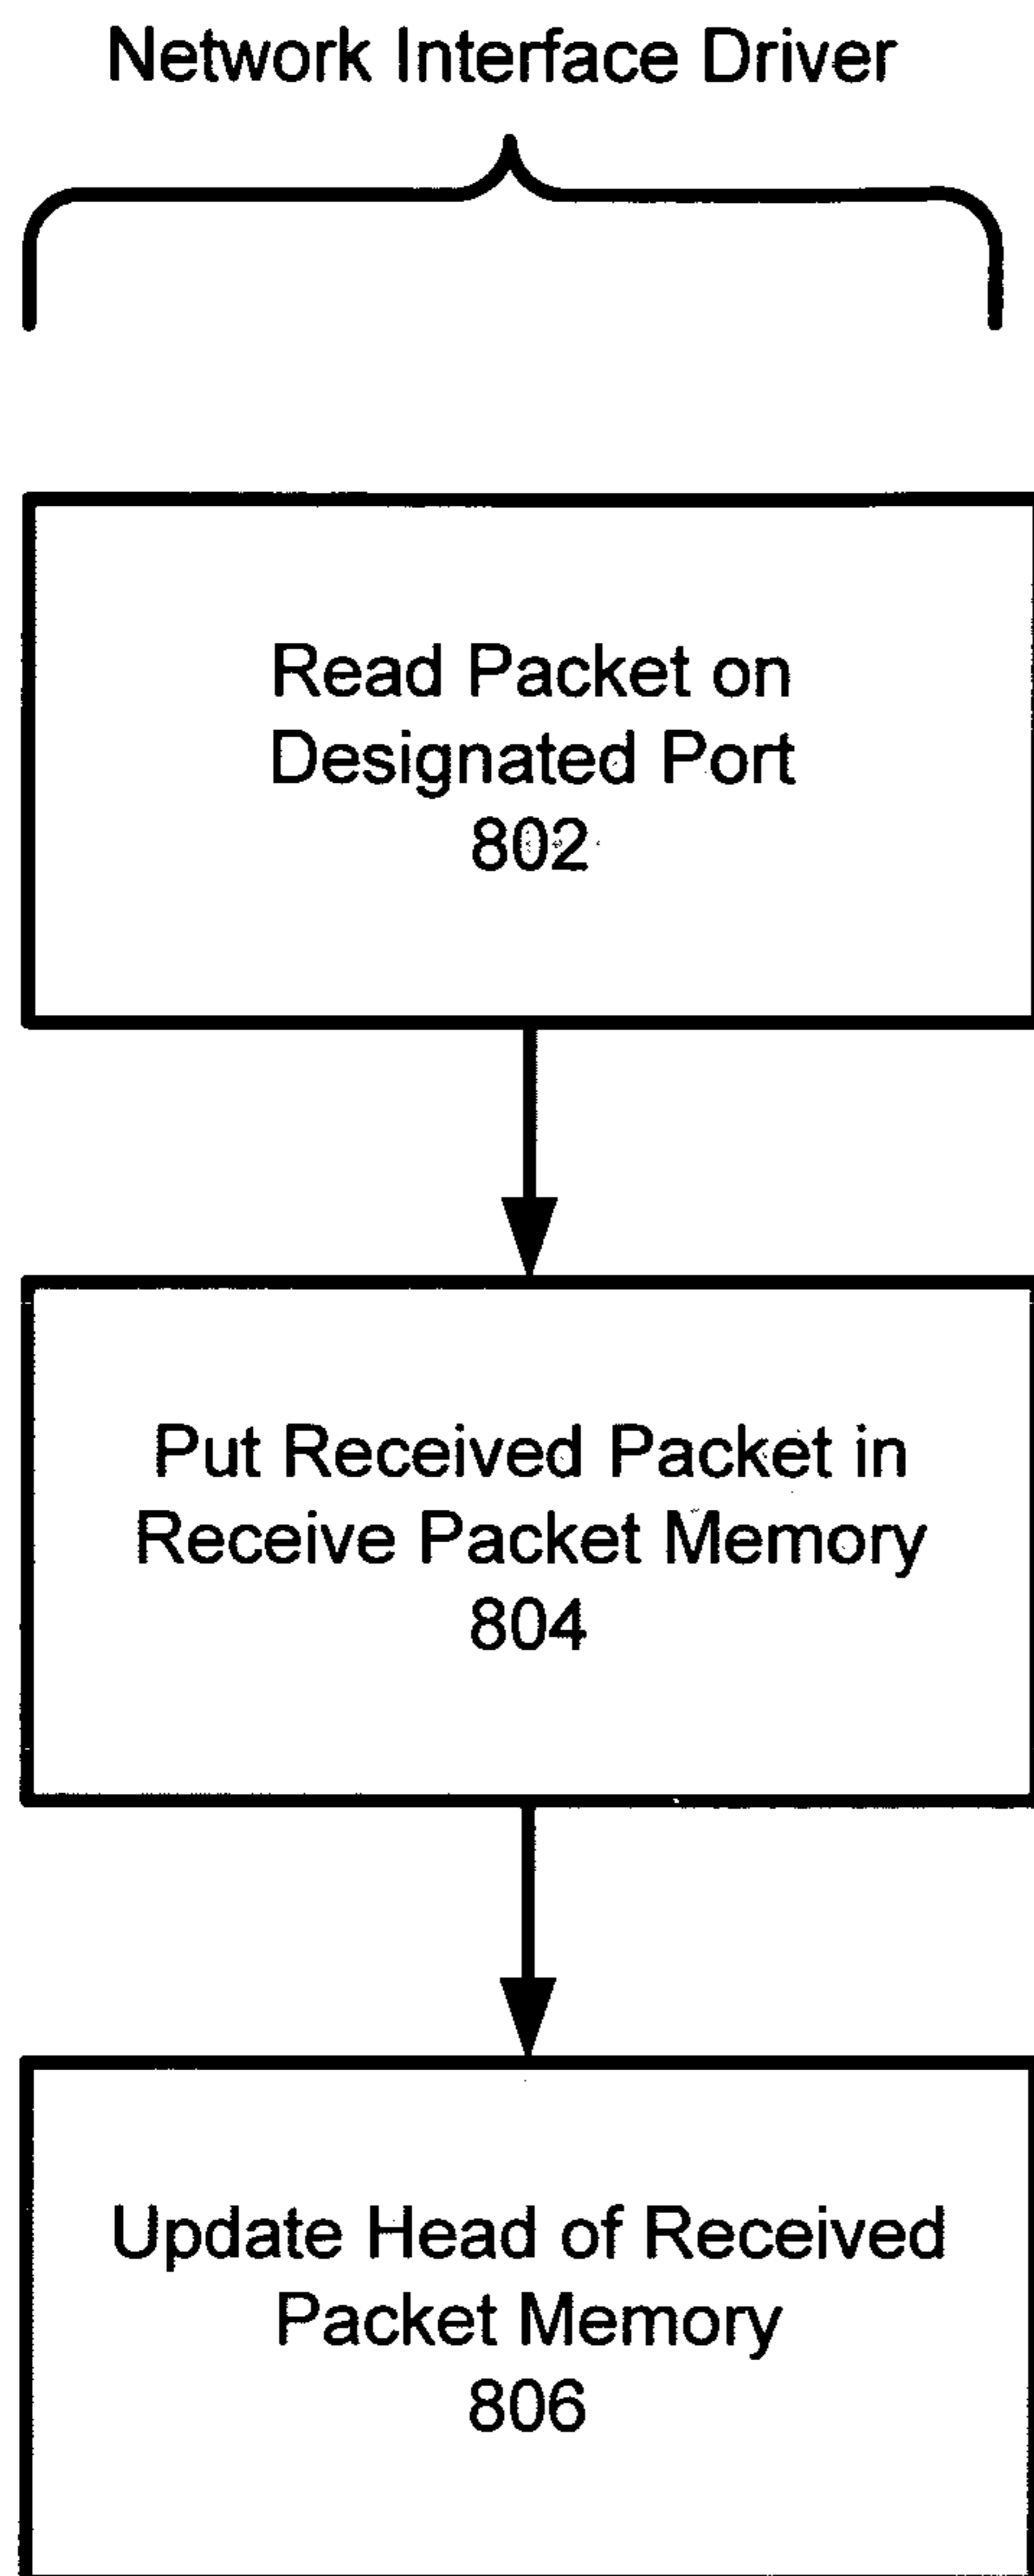 Network Interface Driver
Read Packet on
Designated Port
802
Put Received Packet in
Receive Packet Memory
804
Update Head of Received
Packet Memory
806